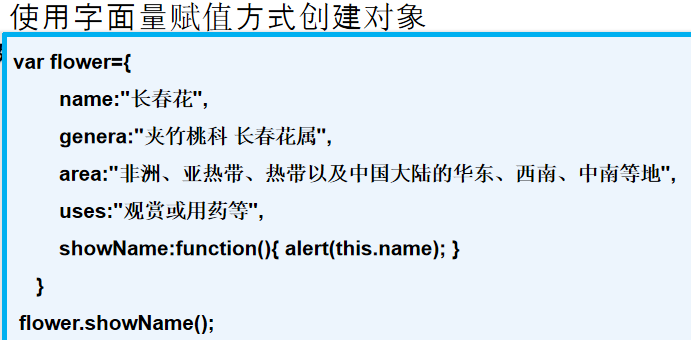 使用字面量赋值方式创建对象
var flower={
name:"长春花",
genera:"夹竹桃科 长春花属",
area:"非洲、亚热带、热带以及中国大陆的华东、西南、中南等地",
uses:"观赏或用药等",
showName:function(){ alert(this.name); }
}
flower.showName();